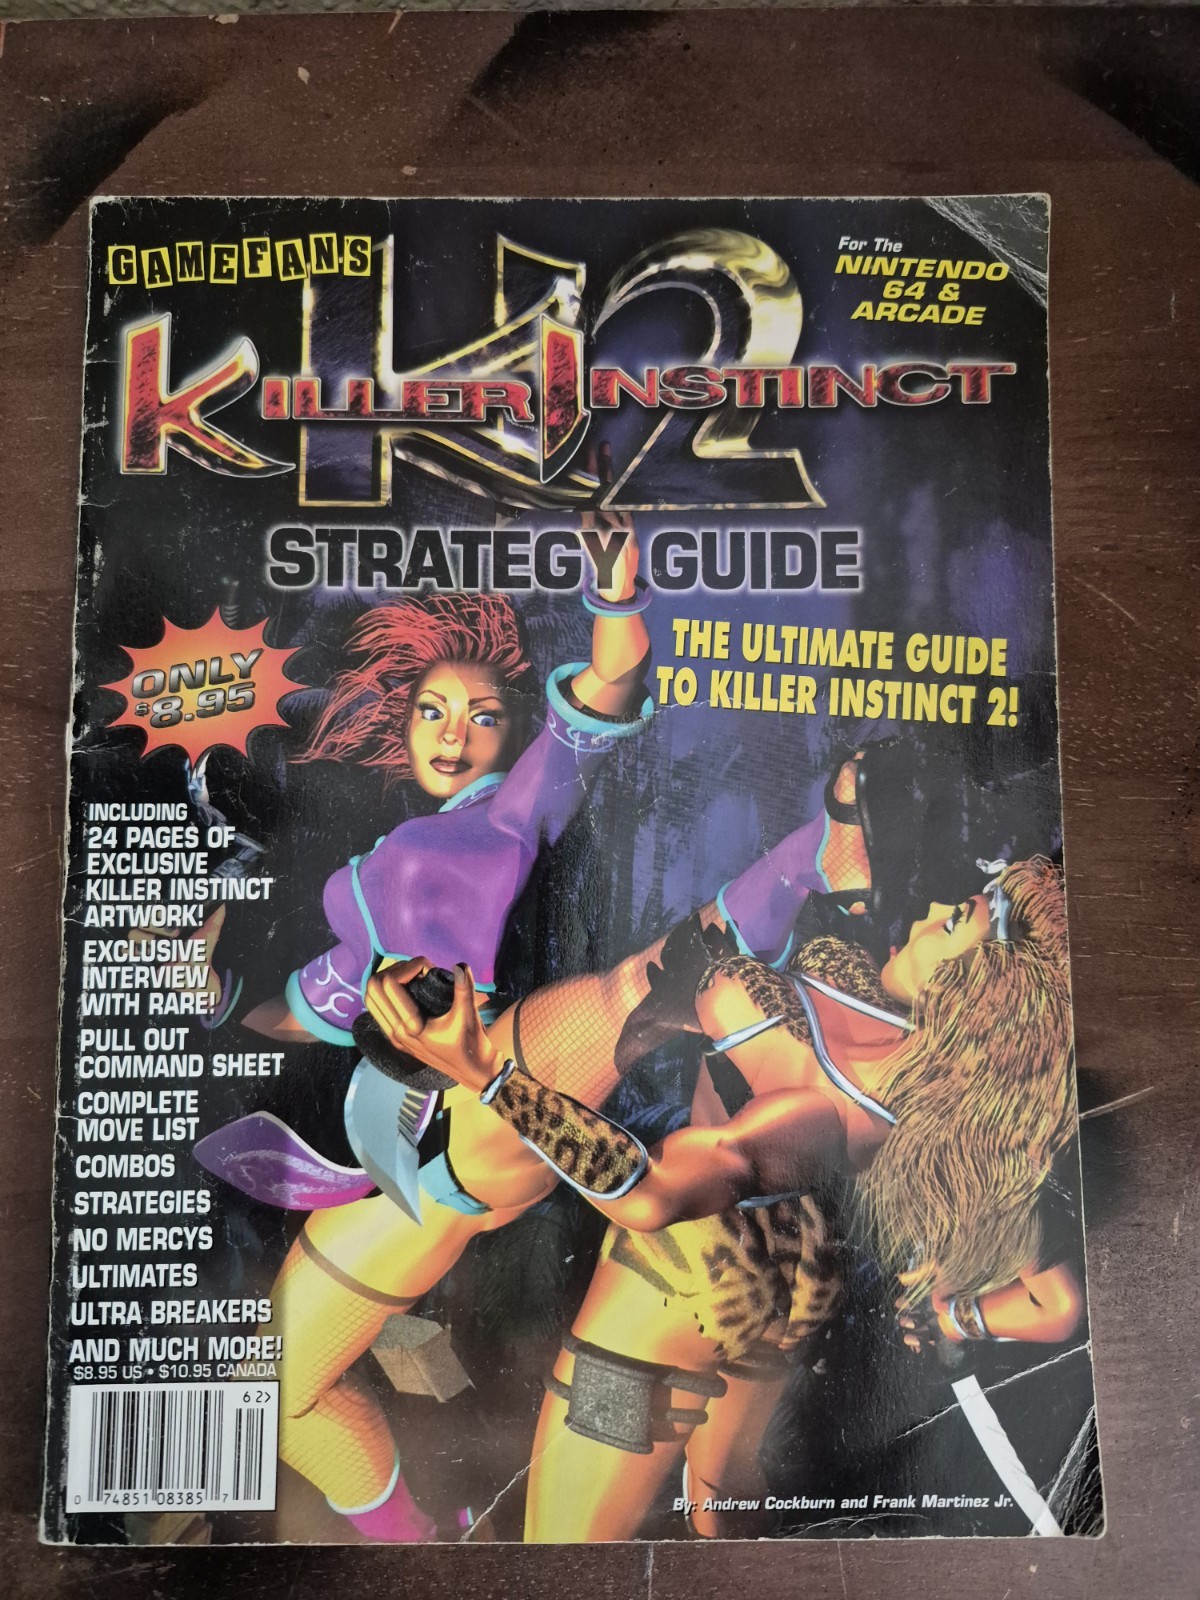 GAMEFAN'S
Ki2
KILLER INSTINCT
For The
NINTENDO
64 &
ARCADE
STRATEGY GUIDE
THE ULTIMATE GUIDE
TO KILLER INSTINCT 2!
ONLY
$8.95
INCLUDING
24 PAGES OF
EXCLUSIVE
KILLER INSTINCT
ARTWORK!
EXCLUSIVE
INTERVIEW
WITH RARE!
PULL OUT
COMMAND SHEET
COMPLETE
MOVE LIST
COMBOS
STRATEGIES
NO MERCYS
ULTIMATES
ULTRA BREAKERS
AND MUCH MORE!
$8.95 US • $10.95 CANADA
62>
0 74851 08385 7
By: Andrew Cockburn and Frank Martinez Jr.